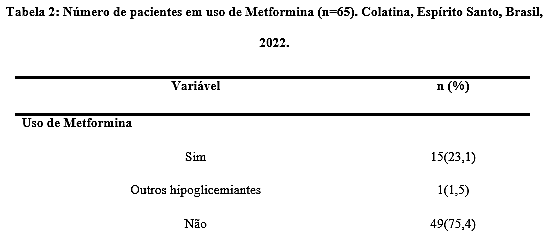 Tabela 2: Número de pacientes em uso de Metformina (n=65). Colatina, Espírito Santo, Brasil,
2022.
Variável n (%)
Uso de Metformina
Sim 15(23,1)
Outros hipoglicemiantes 1(1,5)
Não 49(75,4)